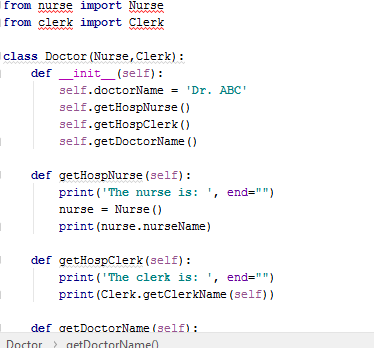 from nurse import Nurse
from clerk import Clerk
class Doctor(Nurse,Clerk):
    def __init__(self):
        self.doctorName = 'Dr. ABC'
        self.getHospNurse()
        self.getHospClerk()
        self.getDoctorName()
    def getHospNurse(self):
        print('The nurse is: ', end="")
        nurse = Nurse()
        print(nurse.nurseName)
    def getHospClerk(self):
        print('The clerk is: ', end="")
        print(Clerk.getClerkName(self))
    def getDoctorName(self):
Doctor > getDoctorName()